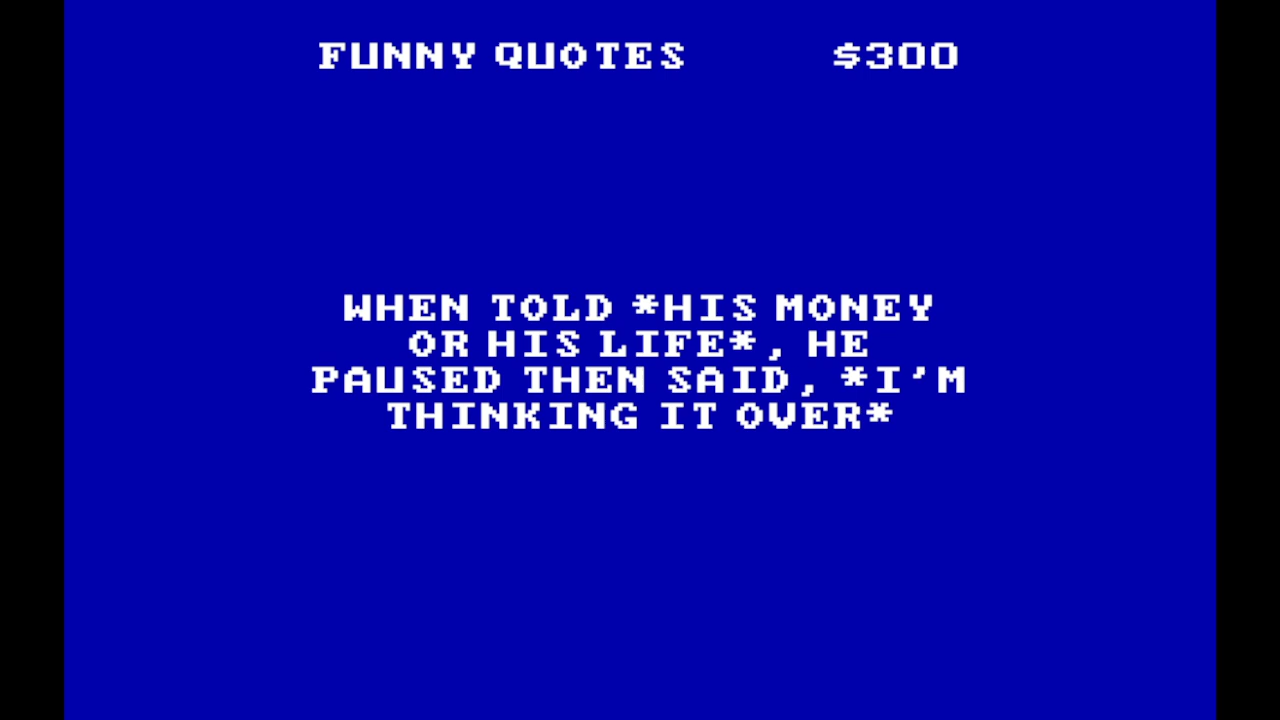 FUNNY QUOTES $300
WHEN TOLD *HIS MONEY
OR HIS LIFE*, HE
PAUSED THEN SAID, *I'M
THINKING IT OVER*